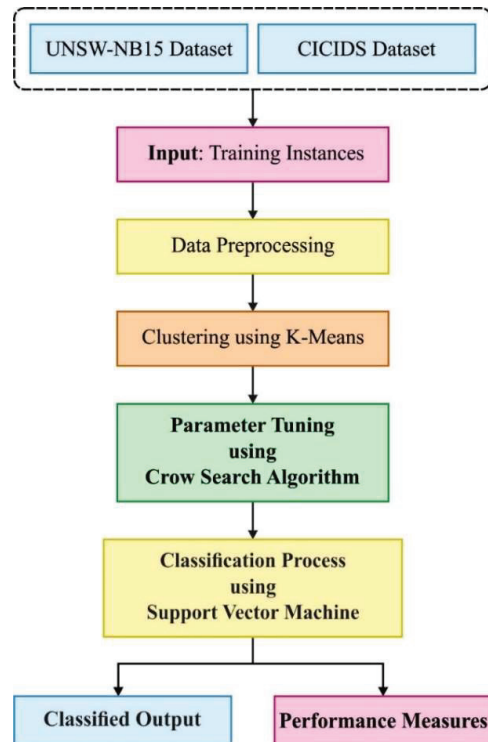 UNSW-NB15 Dataset
CICIDS Dataset
Input: Training Instances
Data Preprocessing
Clustering using K-Means
Parameter Tuning
using
Crow Search Algorithm
Classification Process
using
Support Vector Machine
Classified Output
Performance Measures